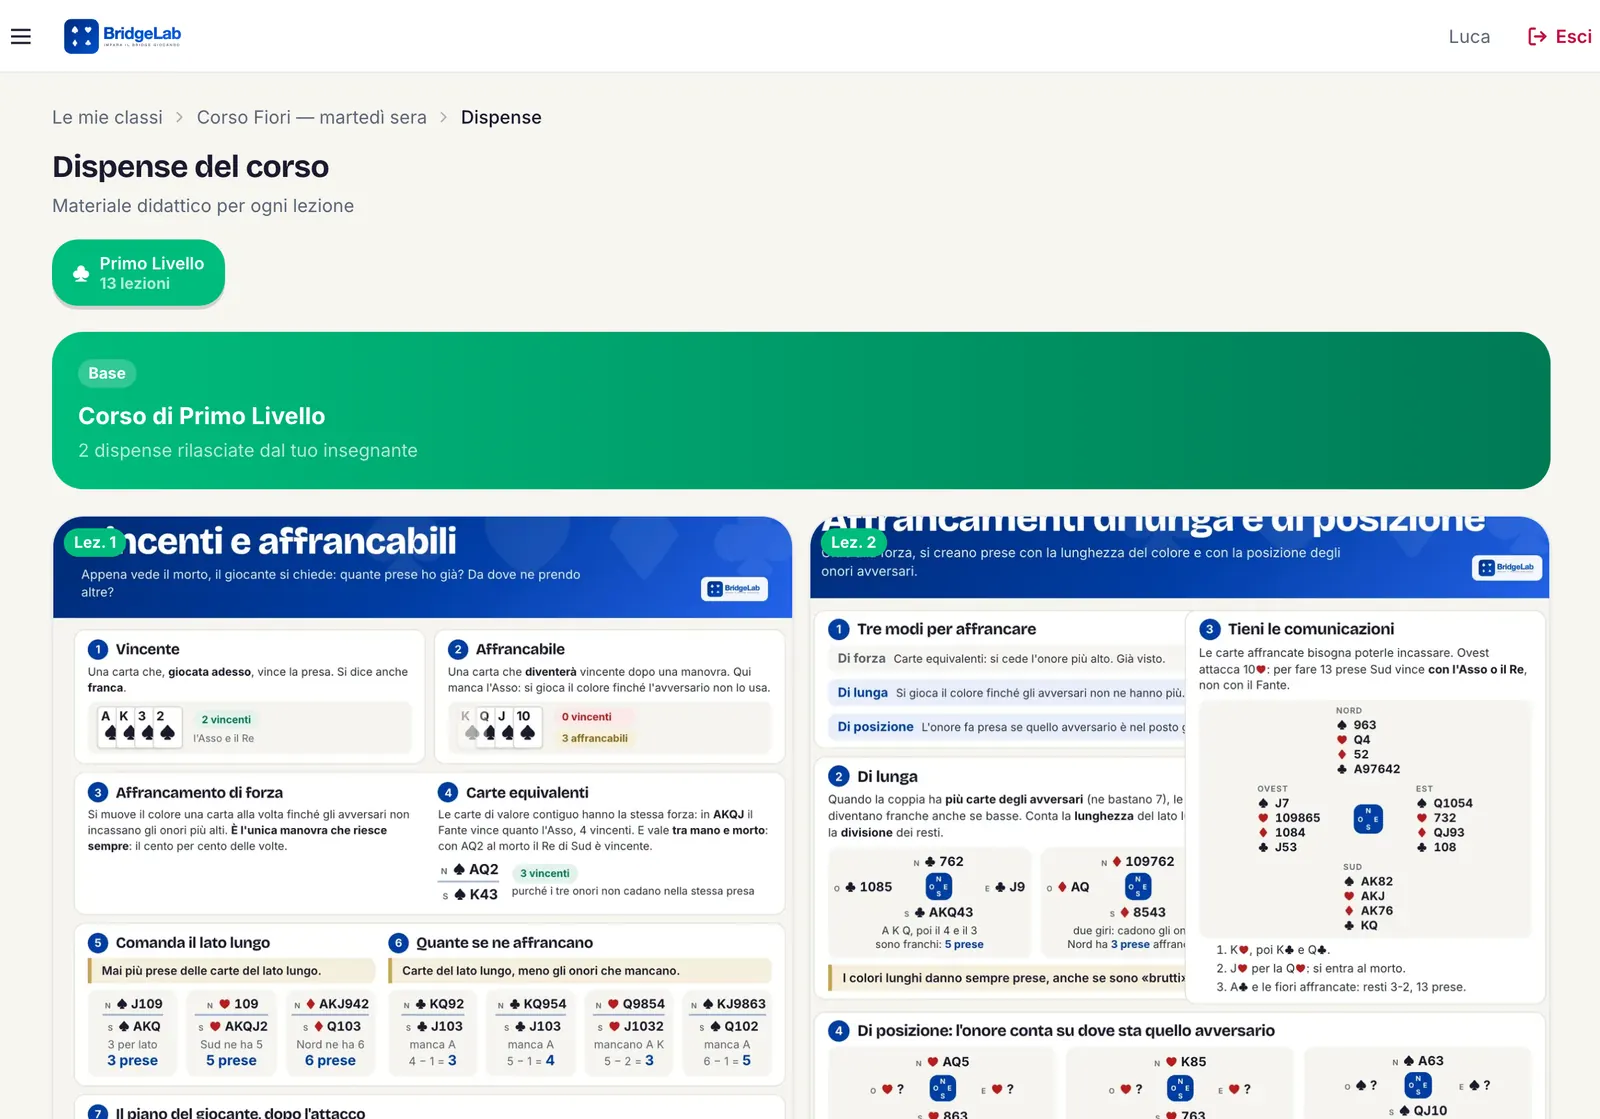 BridgeLab
IMPARA IL BRIDGE GIOCANDO
Luca
Esci
Le mie classi > Corso Fiori — martedì sera > Dispense
Dispense del corso
Materiale didattico per ogni lezione
♣ Primo Livello
13 lezioni
Base
Corso di Primo Livello
2 dispense rilasciate dal tuo insegnante
Lez. 1
ncenti e affrancabili
Appena vede il morto, il giocante si chiede: quante prese ho già? Da dove ne prendo
altre?
BridgeLab
1 Vincente
Una carta che, giocata adesso, vince la presa. Si dice anche
franca.
A K 3 2
2 vincenti
l'Asso e il Re
2 Affrancabile
Una carta che diventerà vincente dopo una manovra. Qui
manca l'Asso: si gioca il colore finché l'avversario non lo usa.
K Q J 10
0 vincenti
3 affrancabili
3 Affrancamento di forza
Si muove il colore una carta alla volta finché gli avversari non
incassano gli onori più alti. È l'unica manovra che riesce
sempre: il cento per cento delle volte.
4 Carte equivalenti
Le carte di valore contiguo hanno la stessa forza: in AKQJ il
Fante vince quanto l'Asso, 4 vincenti. E vale tra mano e morto:
con AQ2 al morto il Re di Sud è vincente.
N ♠ AQ2
S ♠ K43
3 vincenti
purché i tre onori non cadano nella stessa presa
5 Comanda il lato lungo
Mai più prese delle carte del lato lungo.
N ♠ J109
S ♠ AKQ
3 per lato
3 prese
N ♥ 109
S ♥ AKQJ2
Sud ne ha 5
5 prese
N ♦ AKJ942
S ♦ Q103
Nord ne ha 6
6 prese
6 Quante se ne affrancano
Carte del lato lungo, meno gli onori che mancano.
N ♣ KQ92
S ♣ J103
manca A
4 − 1 = 3
N ♣ KQ954
S ♣ J103
manca A
5 − 1 = 4
N ♥ Q9854
S ♥ J1032
mancano A K
5 − 2 = 3
N ♠ KJ9863
S ♠ Q102
manca A
6 − 1 = 5
7 Il piano del giocante, dopo l'attacco
Lez. 2
Affrancamenti di lunga e di posizione
forza, si creano prese con la lunghezza del colore e con la posizione degli
onori avversari.
BridgeLab
1 Tre modi per affrancare
Di forza Carte equivalenti: si cede l'onore più alto. Già visto.
Di lunga Si gioca il colore finché gli avversari non ne hanno più.
Di posizione L'onore fa presa se quello avversario è nel posto g
2 Di lunga
Quando la coppia ha più carte degli avversari (ne bastano 7), le
diventano franche anche se basse. Conta la lunghezza del lato l
la divisione dei resti.
N ♣ 762
O ♣ 1085
N O E S
E ♣ J9
S ♣ AKQ43
A K Q, poi il 4 e il 3
sono franchi: 5 prese
N ♦ 109762
O ♦ AQ
N O E S
S ♦ 8543
due giri: cadono gli on
Nord ha 3 prese affran
I colori lunghi danno sempre prese, anche se sono «brutti»
3 Tieni le comunicazioni
Le carte affrancate bisogna poterle incassare. Ovest
attacca 10♥: per fare 13 prese Sud vince con l'Asso o il Re,
non con il Fante.
NORD
♠ 963
♥ Q4
♦ 52
♣ A97642
OVEST
♠ J7
♥ 109865
♦ 1084
♣ J53
N O E S
EST
♠ Q1054
♥ 732
♦ QJ93
♣ 108
SUD
♠ AK82
♥ AKJ
♦ AK76
♣ KQ
1. K♥, poi K♣ e Q♣.
2. J♥ per la Q♥: si entra al morto.
3. A♣ e le fiori affrancate: resti 3-2, 13 prese.
4 Di posizione: l'onore conta su dove sta quello avversario
N ♥ AQ5
O ♥ ?
N O E S
E ♥ ?
S ♥ 863
N ♥ K85
O ♥ ?
N O E S
E ♥ ?
S ♥ 763
N ♠ A63
O ♠ ?
N O E S
E ♠ ?
S ♠ QJ10